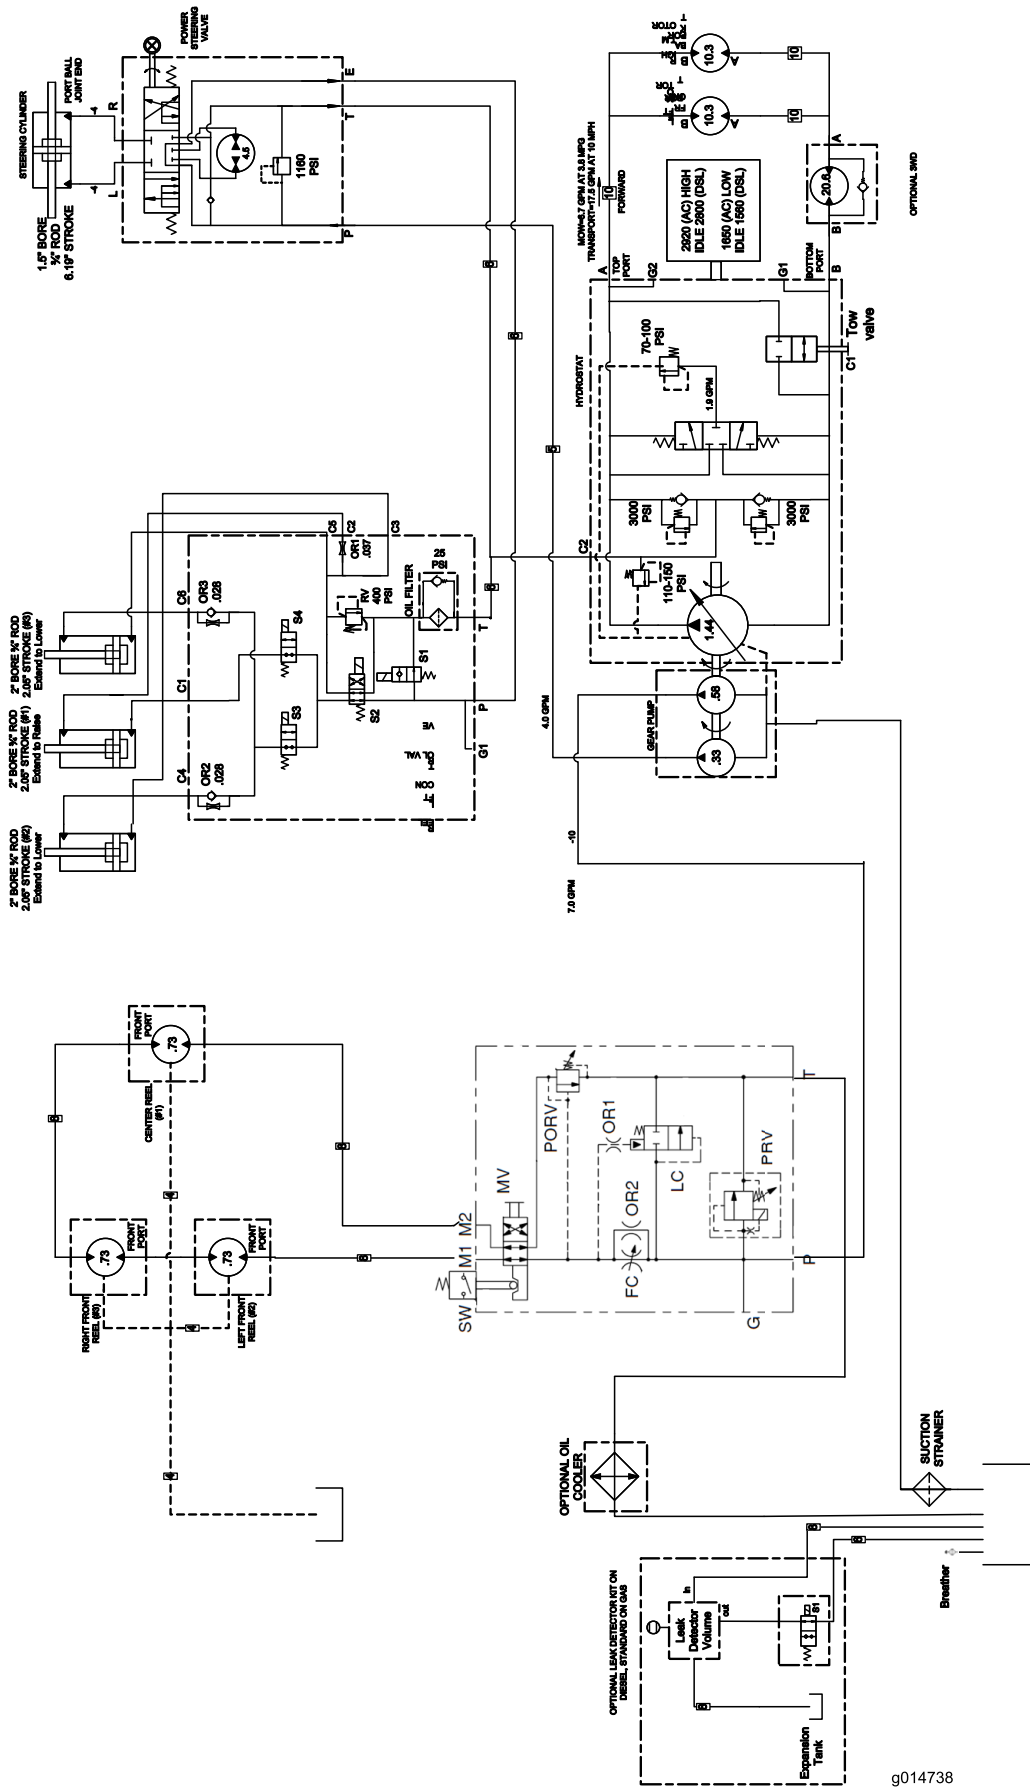 STEERING CYLINDER
1.5" BORE
¾" ROD
6.19" STROKE
PORT BALL
JOINT END
-4
-4
L
R
POWER
STEERING
VALVE
4.5
1160
PSI
E
T
P
2" BORE ¾" ROD
2.05" STROKE (#3)
Extend to Lower
2" BORE ¾" ROD
2.05" STROKE (#1)
Extend to Raise
2" BORE ¾" ROD
2.05" STROKE (#2)
Extend to Lower
C6
C1
C4
OR3
.028
OR2
.028
S4
S3
C5
C2
C3
OR1
.037
RV
400
PSI
OIL FILTER
25
PSI
S1
S2
T
P
G1
MOW=6.7 GPM AT 3.8 MPG
TRANSPORT=17.5 GPM AT 10 MPH
10
FORWARD
10.3
10.3
B
A
B
A
10
10
2920 (AC) HIGH
IDLE 2800 (DSL)
1650 (AC) LOW
IDLE 1560 (DSL)
20.6
A
B
OPTIONAL 3WD
HYDROSTAT
A
TOP
PORT
G2
G1
BOTTOM
PORT
B
70-100
PSI
1.9 GPM
C1
Tow
valve
3000
PSI
3000
PSI
C2
110-150
PSI
1.44
GEAR PUMP
.58
.33
4.0 GPM
-10
7.0 GPM
CENTER REEL
(#1)
FRONT
PORT
.73
RIGHT FRONT
REEL (#3)
FRONT
PORT
.73
LEFT FRONT
REEL (#2)
FRONT
PORT
.73
SW
M1
M2
MV
PORV
OR1
OR2
FC
LC
PRV
G
P
T
OPTIONAL OIL
COOLER
SUCTION
STRAINER
Breather
OPTIONAL LEAK DETECTOR KIT ON
DIESEL, STANDARD ON GAS
Leak
Detector
Volume
in
out
S1
Expansion
Tank
g014738